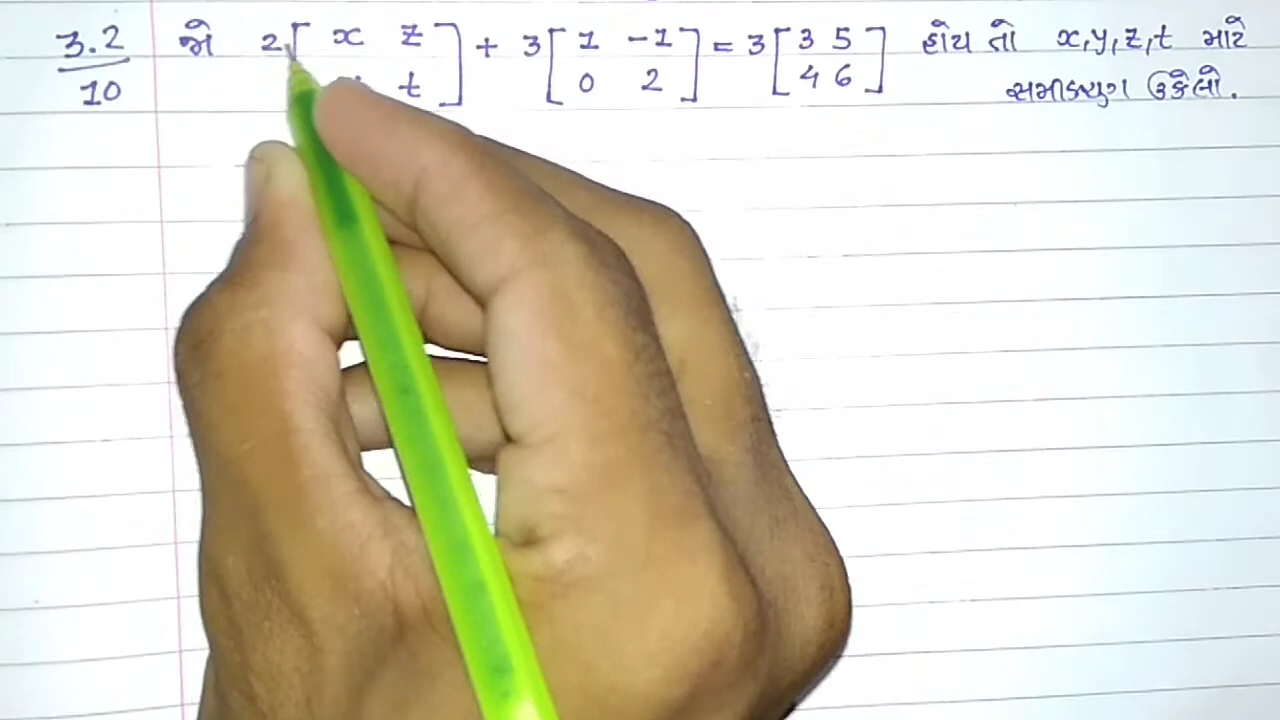 3.2
10
જો 2[ x z ] + 3[ 1 -1 ] = 3[ 3 5 ] હોય તો x,y,z,t માટે
t 0 2 4 6 સમીકરણ ઉકેલો.